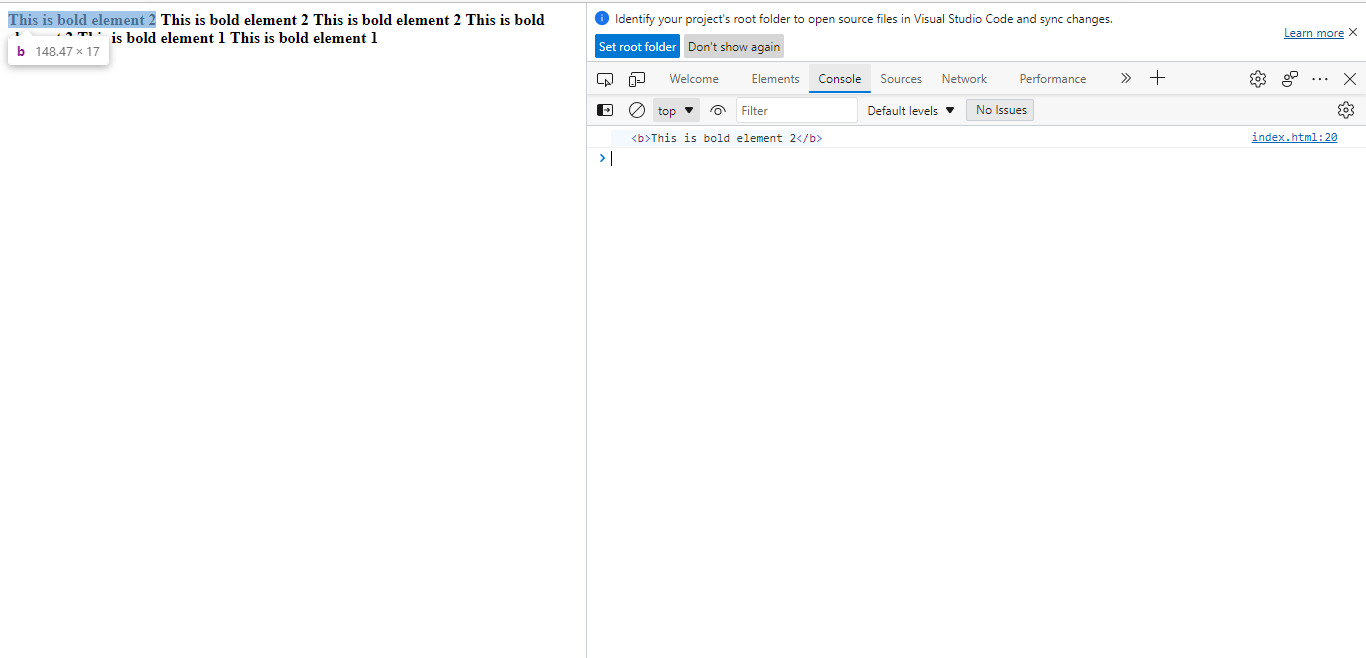 This is bold element 2 This is bold element 2 This is bold element 2 This is bold
2 is bold element 1 This is bold element 1
b 148.47 × 17
Identify your project's root folder to open source files in Visual Studio Code and sync changes.
Learn more
Set root folder Don't show again
Welcome Elements Console Sources Network Performance
top Filter Default levels No Issues
<b>This is bold element 2</b> index.html:20